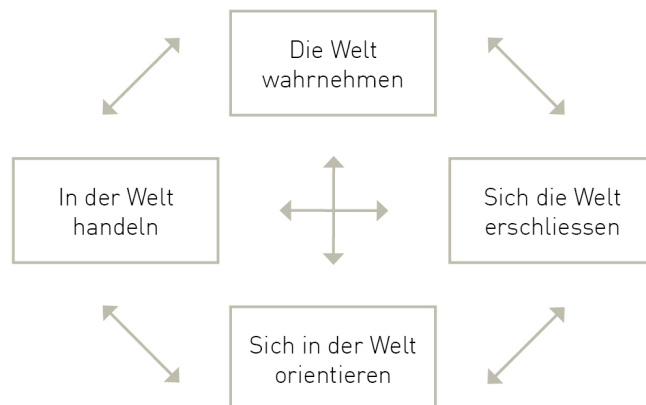 Die Welt
wahrnehmen
In der Welt
handeln
Sich die Welt
erschliessen
Sich in der Welt
orientieren